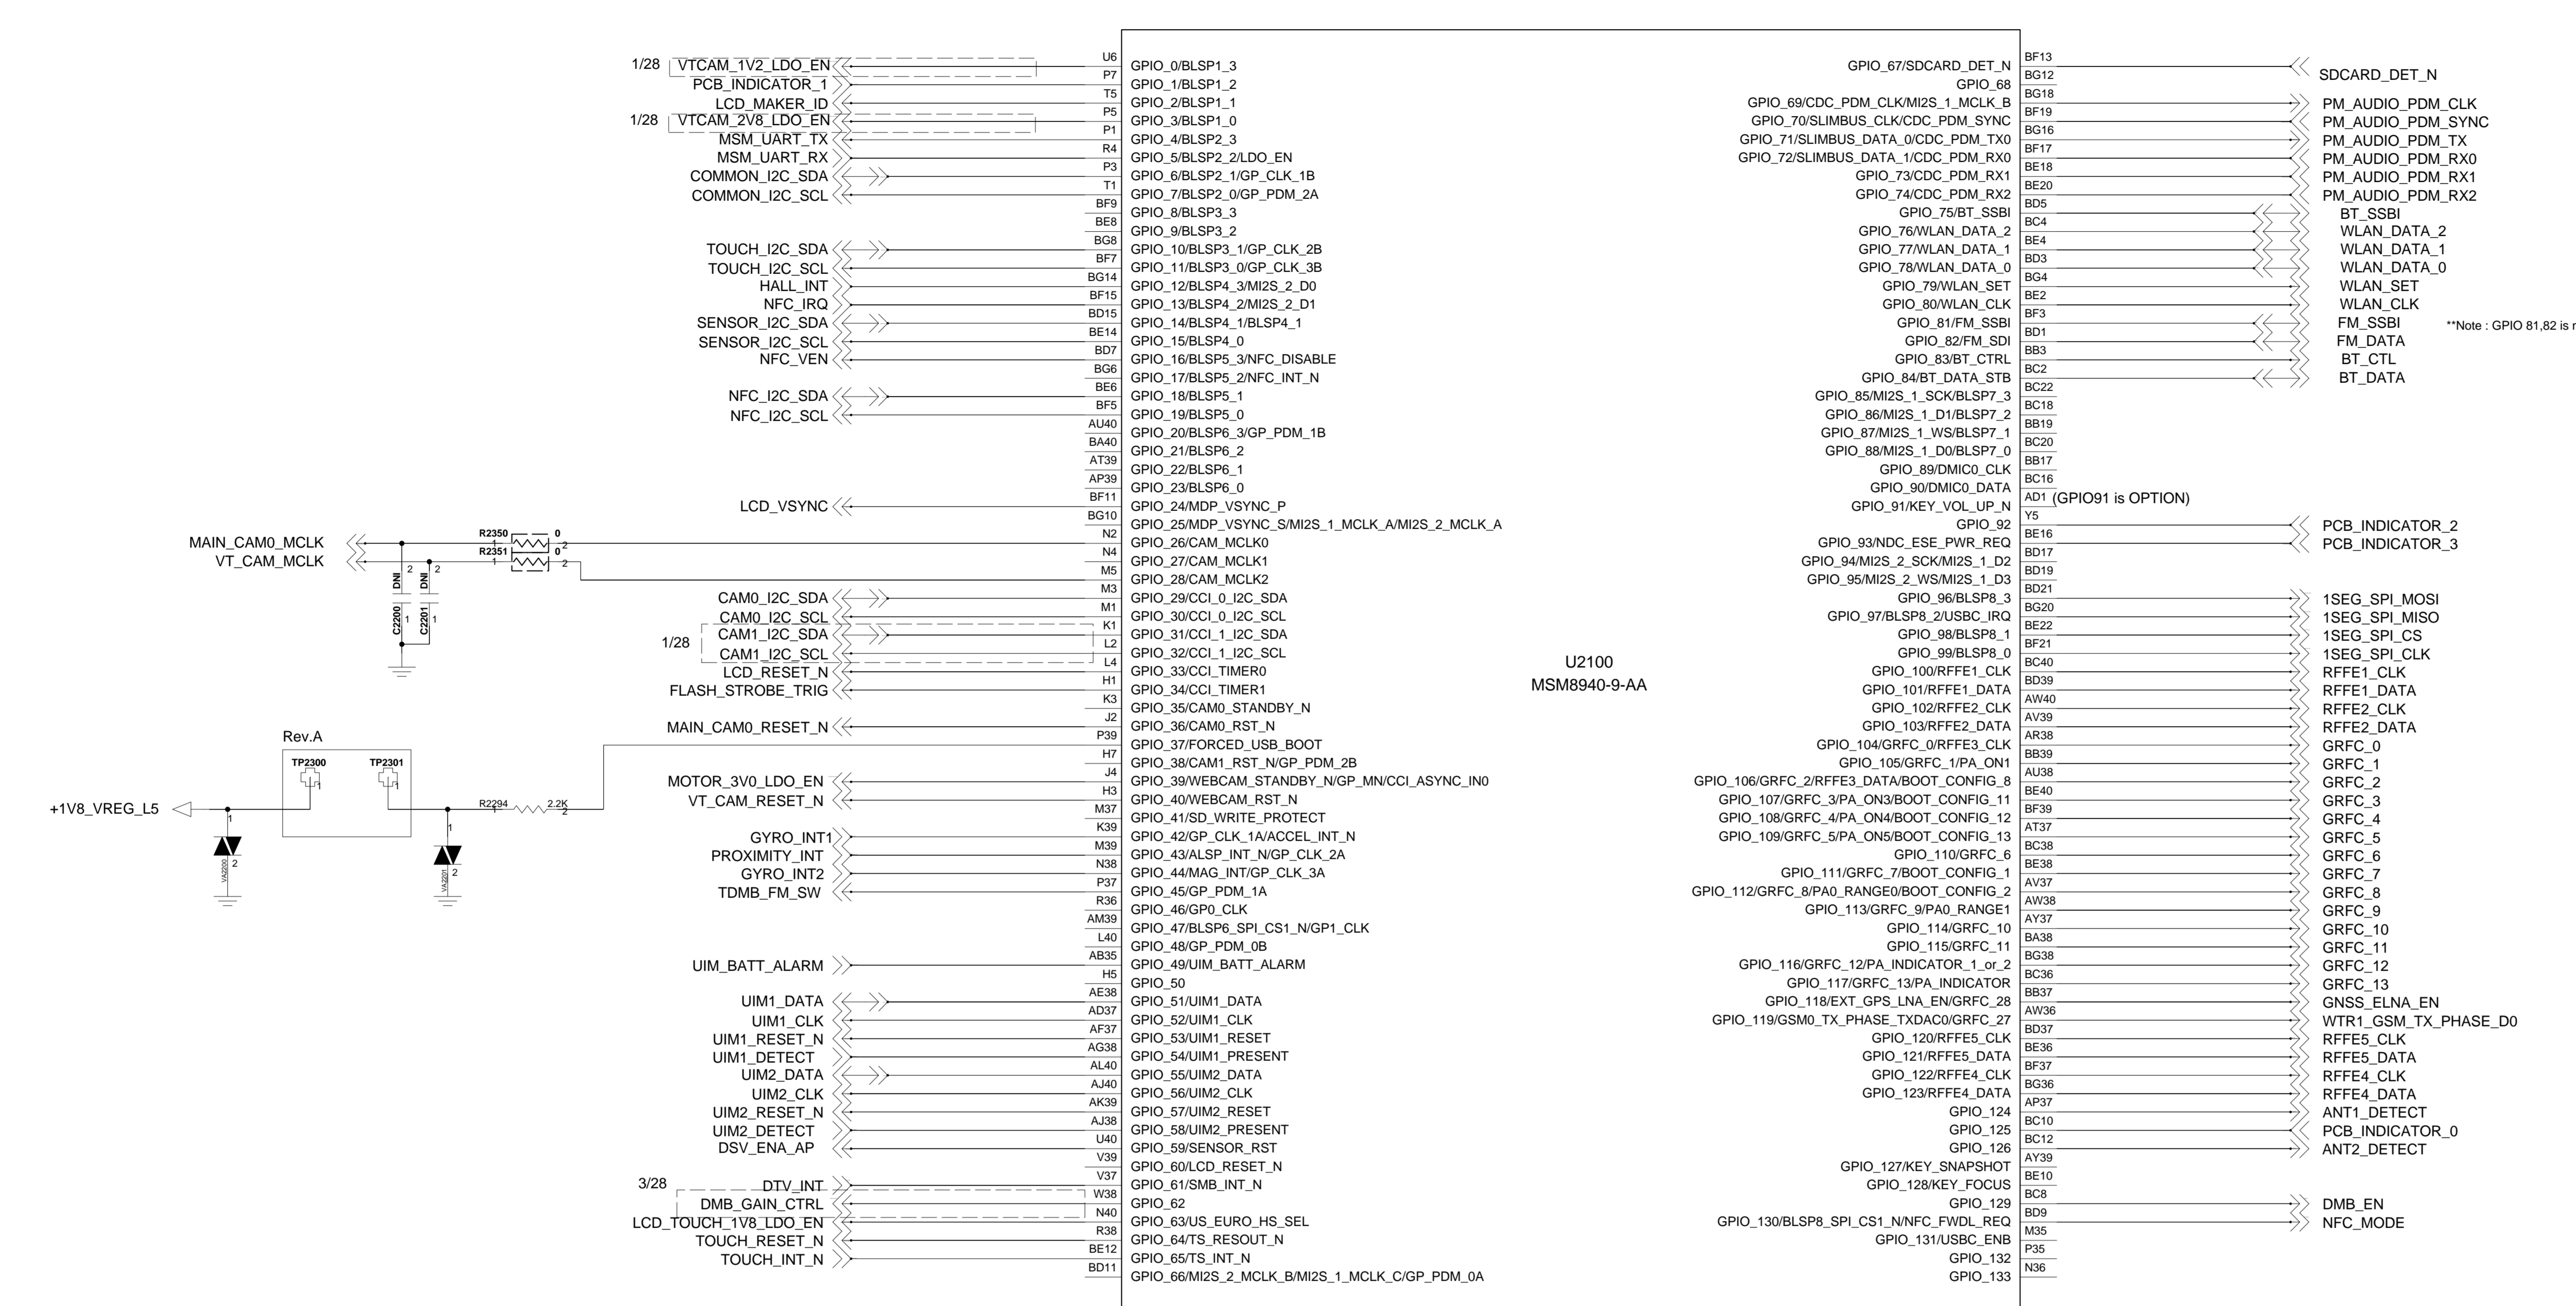 1/28 VTCAM_1V2_LDO_EN U6 GPIO_0/BLSP1_3
PCB_INDICATOR_1 P7 GPIO_1/BLSP1_2
LCD_MAKER_ID T5 GPIO_2/BLSP1_1
1/28 VTCAM_2V8_LDO_EN P5 GPIO_3/BLSP1_0
MSM_UART_TX P1 GPIO_4/BLSP2_3
MSM_UART_RX R4 GPIO_5/BLSP2_2/LDO_EN
COMMON_I2C_SDA P3 GPIO_6/BLSP2_1/GP_CLK_1B
COMMON_I2C_SCL T1 GPIO_7/BLSP2_0/GP_PDM_2A
BF9 GPIO_8/BLSP3_3
BE8 GPIO_9/BLSP3_2
TOUCH_I2C_SDA BG8 GPIO_10/BLSP3_1/GP_CLK_2B
TOUCH_I2C_SCL BF7 GPIO_11/BLSP3_0/GP_CLK_3B
HALL_INT BG14 GPIO_12/BLSP4_3/MI2S_2_D0
NFC_IRQ BF15 GPIO_13/BLSP4_2/MI2S_2_D1
SENSOR_I2C_SDA BD15 GPIO_14/BLSP4_1/BLSP4_1
SENSOR_I2C_SCL BE14 GPIO_15/BLSP4_0
NFC_VEN BD7 GPIO_16/BLSP5_3/NFC_DISABLE
BG6 GPIO_17/BLSP5_2/NFC_INT_N
NFC_I2C_SDA BE6 GPIO_18/BLSP5_1
NFC_I2C_SCL BF5 GPIO_19/BLSP5_0
AU40 GPIO_20/BLSP6_3/GP_PDM_1B
BA40 GPIO_21/BLSP6_2
AT39 GPIO_22/BLSP6_1
AP39 GPIO_23/BLSP6_0
LCD_VSYNC BF11 GPIO_24/MDP_VSYNC_P
BG10 GPIO_25/MDP_VSYNC_S/MI2S_1_MCLK_A/MI2S_2_MCLK_A
MAIN_CAM0_MCLK R2350 1 0 2 N2 GPIO_26/CAM_MCLK0
VT_CAM_MCLK R2351 1 0 2 N4 GPIO_27/CAM_MCLK1
M5 GPIO_28/CAM_MCLK2
2 DNI C2200 1
2 DNI C2201 1
CAM0_I2C_SDA M3 GPIO_29/CCI_0_I2C_SDA
CAM0_I2C_SCL M1 GPIO_30/CCI_0_I2C_SCL
1/28 CAM1_I2C_SDA K1 GPIO_31/CCI_1_I2C_SDA
CAM1_I2C_SCL L2 GPIO_32/CCI_1_I2C_SCL
LCD_RESET_N L4 GPIO_33/CCI_TIMER0
FLASH_STROBE_TRIG H1 GPIO_34/CCI_TIMER1
K3 GPIO_35/CAM0_STANDBY_N
MAIN_CAM0_RESET_N J2 GPIO_36/CAM0_RST_N
P39 GPIO_37/FORCED_USB_BOOT
H7 GPIO_38/CAM1_RST_N/GP_PDM_2B
MOTOR_3V0_LDO_EN J4 GPIO_39/WEBCAM_STANDBY_N/GP_MN/CCI_ASYNC_IN0
VT_CAM_RESET_N H3 GPIO_40/WEBCAM_RST_N
M37 GPIO_41/SD_WRITE_PROTECT
GYRO_INT1 K39 GPIO_42/GP_CLK_1A/ACCEL_INT_N
PROXIMITY_INT M39 GPIO_43/ALSP_INT_N/GP_CLK_2A
GYRO_INT2 N38 GPIO_44/MAG_INT/GP_CLK_3A
TDMB_FM_SW P37 GPIO_45/GP_PDM_1A
R36 GPIO_46/GP0_CLK
AM39 GPIO_47/BLSP6_SPI_CS1_N/GP1_CLK
L40 GPIO_48/GP_PDM_0B
UIM_BATT_ALARM AB35 GPIO_49/UIM_BATT_ALARM
H5 GPIO_50
UIM1_DATA AE38 GPIO_51/UIM1_DATA
UIM1_CLK AD37 GPIO_52/UIM1_CLK
UIM1_RESET_N AF37 GPIO_53/UIM1_RESET
UIM1_DETECT AG38 GPIO_54/UIM1_PRESENT
UIM2_DATA AL40 GPIO_55/UIM2_DATA
UIM2_CLK AJ40 GPIO_56/UIM2_CLK
UIM2_RESET_N AK39 GPIO_57/UIM2_RESET
UIM2_DETECT AJ38 GPIO_58/UIM2_PRESENT
DSV_ENA_AP U40 GPIO_59/SENSOR_RST
V39 GPIO_60/LCD_RESET_N
3/28 DTV_INT V37 GPIO_61/SMB_INT_N
DMB_GAIN_CTRL W38 GPIO_62
LCD_TOUCH_1V8_LDO_EN N40 GPIO_63/US_EURO_HS_SEL
TOUCH_RESET_N R38 GPIO_64/TS_RESOUT_N
TOUCH_INT_N BE12 GPIO_65/TS_INT_N
BD11 GPIO_66/MI2S_2_MCLK_B/MI2S_1_MCLK_C/GP_PDM_0A
Rev.A
TP2300 1
TP2301 1
+1V8_VREG_L5
R2294 1 2.2K 2
1 VA2200 2
1 VA2201 2
U2100
MSM8940-9-AA
GPIO_67/SDCARD_DET_N BF13 SDCARD_DET_N
GPIO_68 BG12
GPIO_69/CDC_PDM_CLK/MI2S_1_MCLK_B BG18 PM_AUDIO_PDM_CLK
GPIO_70/SLIMBUS_CLK/CDC_PDM_SYNC BF19 PM_AUDIO_PDM_SYNC
GPIO_71/SLIMBUS_DATA_0/CDC_PDM_TX0 BG16 PM_AUDIO_PDM_TX
GPIO_72/SLIMBUS_DATA_1/CDC_PDM_RX0 BF17 PM_AUDIO_PDM_RX0
GPIO_73/CDC_PDM_RX1 BE18 PM_AUDIO_PDM_RX1
GPIO_74/CDC_PDM_RX2 BE20 PM_AUDIO_PDM_RX2
GPIO_75/BT_SSBI BD5 BT_SSBI
GPIO_76/WLAN_DATA_2 BC4 WLAN_DATA_2
GPIO_77/WLAN_DATA_1 BE4 WLAN_DATA_1
GPIO_78/WLAN_DATA_0 BD3 WLAN_DATA_0
GPIO_79/WLAN_SET BG4 WLAN_SET
GPIO_80/WLAN_CLK BE2 WLAN_CLK
GPIO_81/FM_SSBI BF3 FM_SSBI **Note : GPIO 81,82 is
GPIO_82/FM_SDI BD1 FM_DATA
GPIO_83/BT_CTRL BB3 BT_CTL
GPIO_84/BT_DATA_STB BC2 BT_DATA
GPIO_85/MI2S_1_SCK/BLSP7_3 BC22
GPIO_86/MI2S_1_D1/BLSP7_2 BC18
GPIO_87/MI2S_1_WS/BLSP7_1 BB19
GPIO_88/MI2S_1_D0/BLSP7_0 BC20
GPIO_89/DMIC0_CLK BB17
GPIO_90/DMIC0_DATA BC16
GPIO_91/KEY_VOL_UP_N AD1 (GPIO91 is OPTION)
GPIO_92 Y5 PCB_INDICATOR_2
GPIO_93/NDC_ESE_PWR_REQ BE16 PCB_INDICATOR_3
GPIO_94/MI2S_2_SCK/MI2S_1_D2 BD17
GPIO_95/MI2S_2_WS/MI2S_1_D3 BD19
GPIO_96/BLSP8_3 BD21 1SEG_SPI_MOSI
GPIO_97/BLSP8_2/USBC_IRQ BG20 1SEG_SPI_MISO
GPIO_98/BLSP8_1 BE22 1SEG_SPI_CS
GPIO_99/BLSP8_0 BF21 1SEG_SPI_CLK
GPIO_100/RFFE1_CLK BC40 RFFE1_CLK
GPIO_101/RFFE1_DATA BD39 RFFE1_DATA
GPIO_102/RFFE2_CLK AW40 RFFE2_CLK
GPIO_103/RFFE2_DATA AV39 RFFE2_DATA
GPIO_104/GRFC_0/RFFE3_CLK AR38 GRFC_0
GPIO_105/GRFC_1/PA_ON1 BB39 GRFC_1
GPIO_106/GRFC_2/RFFE3_DATA/BOOT_CONFIG_8 AU38 GRFC_2
GPIO_107/GRFC_3/PA_ON3/BOOT_CONFIG_11 BE40 GRFC_3
GPIO_108/GRFC_4/PA_ON4/BOOT_CONFIG_12 BF39 GRFC_4
GPIO_109/GRFC_5/PA_ON5/BOOT_CONFIG_13 AT37 GRFC_5
GPIO_110/GRFC_6 BC38 GRFC_6
GPIO_111/GRFC_7/BOOT_CONFIG_1 BE38 GRFC_7
GPIO_112/GRFC_8/PA0_RANGE0/BOOT_CONFIG_2 AV37 GRFC_8
GPIO_113/GRFC_9/PA0_RANGE1 AW38 GRFC_9
GPIO_114/GRFC_10 AY37 GRFC_10
GPIO_115/GRFC_11 BA38 GRFC_11
GPIO_116/GRFC_12/PA_INDICATOR_1_or_2 BG38 GRFC_12
GPIO_117/GRFC_13/PA_INDICATOR BC36 GRFC_13
GPIO_118/EXT_GPS_LNA_EN/GRFC_28 BB37 GNSS_ELNA_EN
GPIO_119/GSM0_TX_PHASE_TXDAC0/GRFC_27 AW36 WTR1_GSM_TX_PHASE_D0
GPIO_120/RFFE5_CLK BD37 RFFE5_CLK
GPIO_121/RFFE5_DATA BE36 RFFE5_DATA
GPIO_122/RFFE4_CLK BF37 RFFE4_CLK
GPIO_123/RFFE4_DATA BG36 RFFE4_DATA
GPIO_124 AP37 ANT1_DETECT
GPIO_125 BC10 PCB_INDICATOR_0
GPIO_126 BC12 ANT2_DETECT
GPIO_127/KEY_SNAPSHOT AY39
GPIO_128/KEY_FOCUS BE10
GPIO_129 BC8 DMB_EN
GPIO_130/BLSP8_SPI_CS1_N/NFC_FWDL_REQ BD9 NFC_MODE
GPIO_131/USBC_ENB M35
GPIO_132 P35
GPIO_133 N36